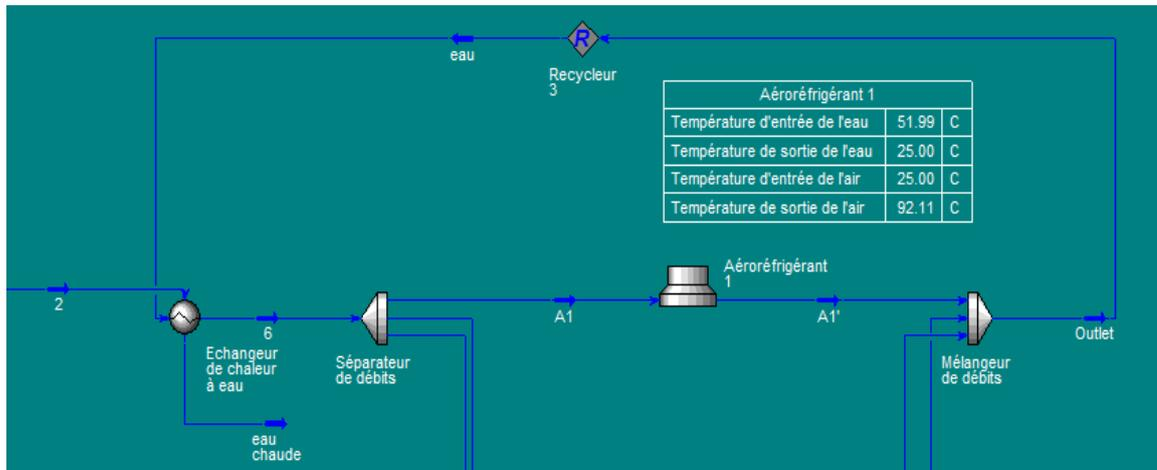 eau
R
Recycleur
3
Aéroréfrigérant 1
Température d'entrée de l'eau 51.99 C
Température de sortie de l'eau 25.00 C
Température d'entrée de l'air 25.00 C
Température de sortie de l'air 92.11 C
2
6
Echangeur
de chaleur
à eau
Séparateur
de débits
A1
Aéroréfrigérant
1
A1'
Mélangeur
de débits
Outlet
eau
chaude